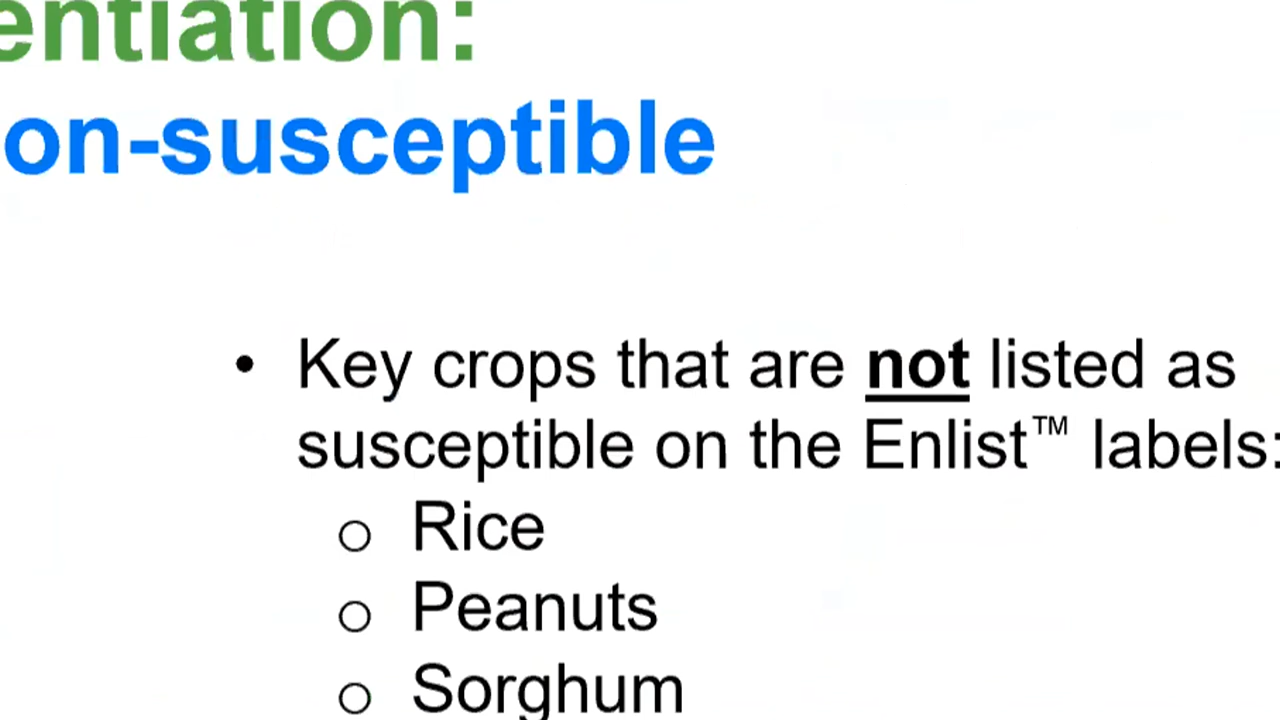 entiation:
on-susceptible
• Key crops that are not listed as
susceptible on the Enlist™ labels:
o Rice
o Peanuts
o Sorghum